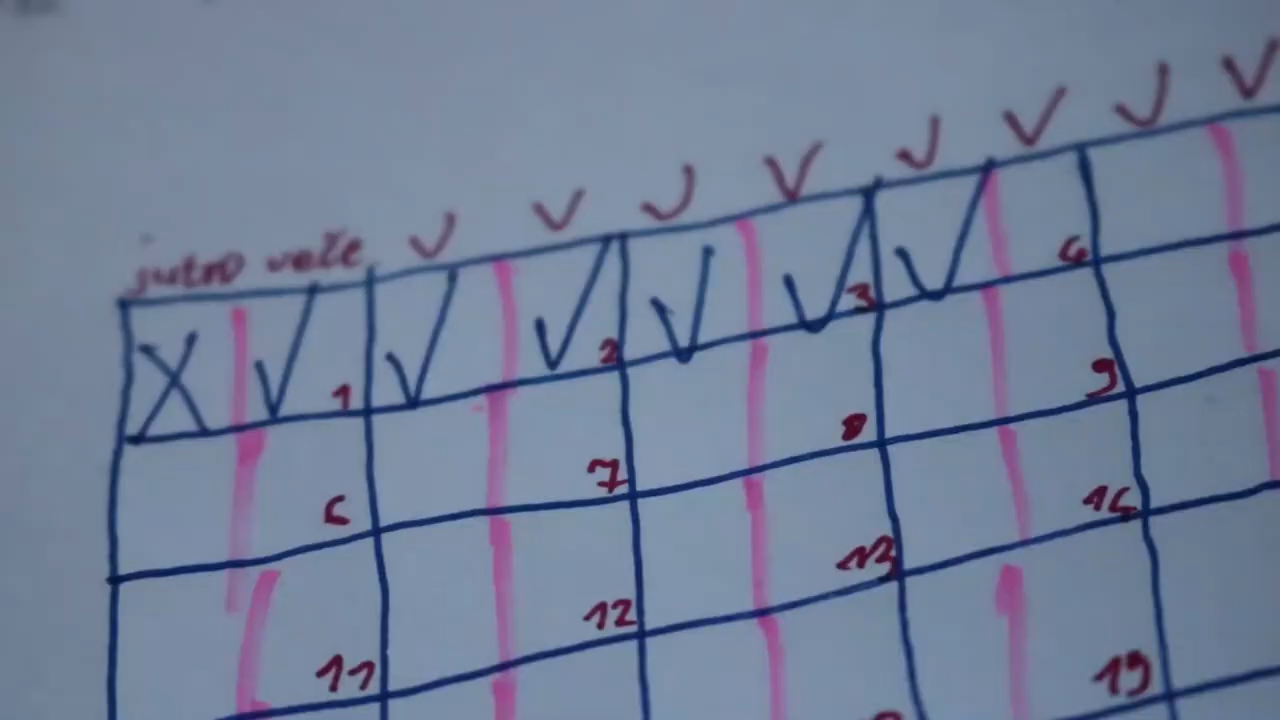 jutro veče J V J V J V J V
X ✓ 1 ✓ ✓ 2 ✓ ✓ 3 ✓ 4
6 7 8 9
11 12 13 14
19